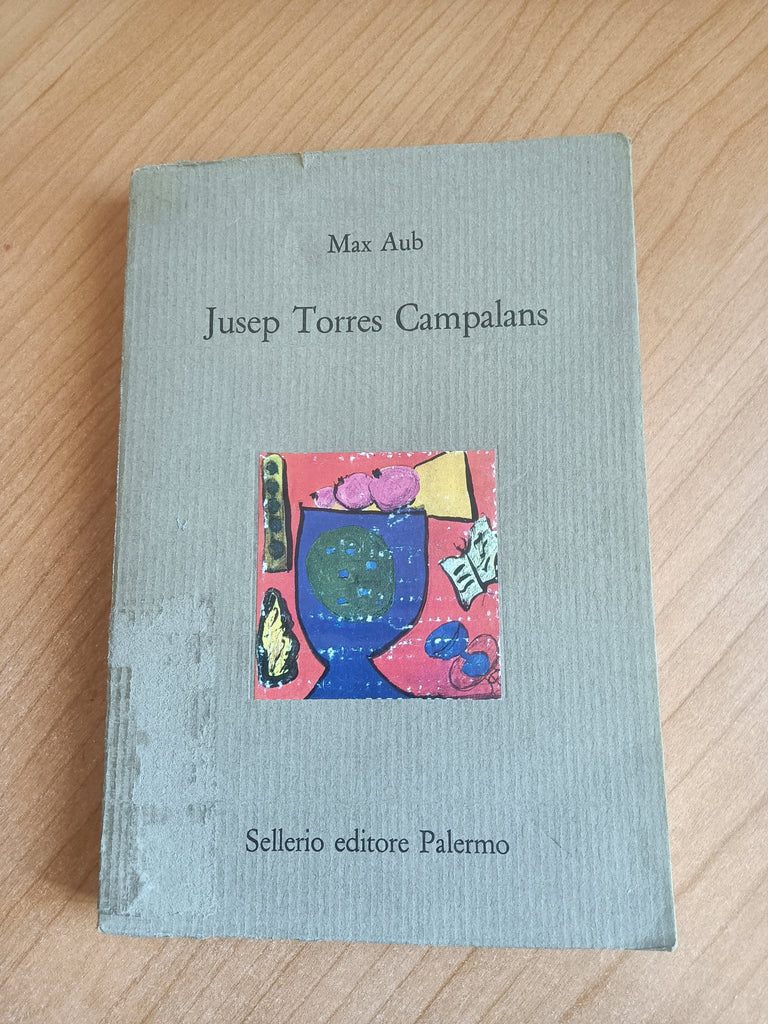 Max Aub
Jusep Torres Campalans
Sellerio editore Palermo